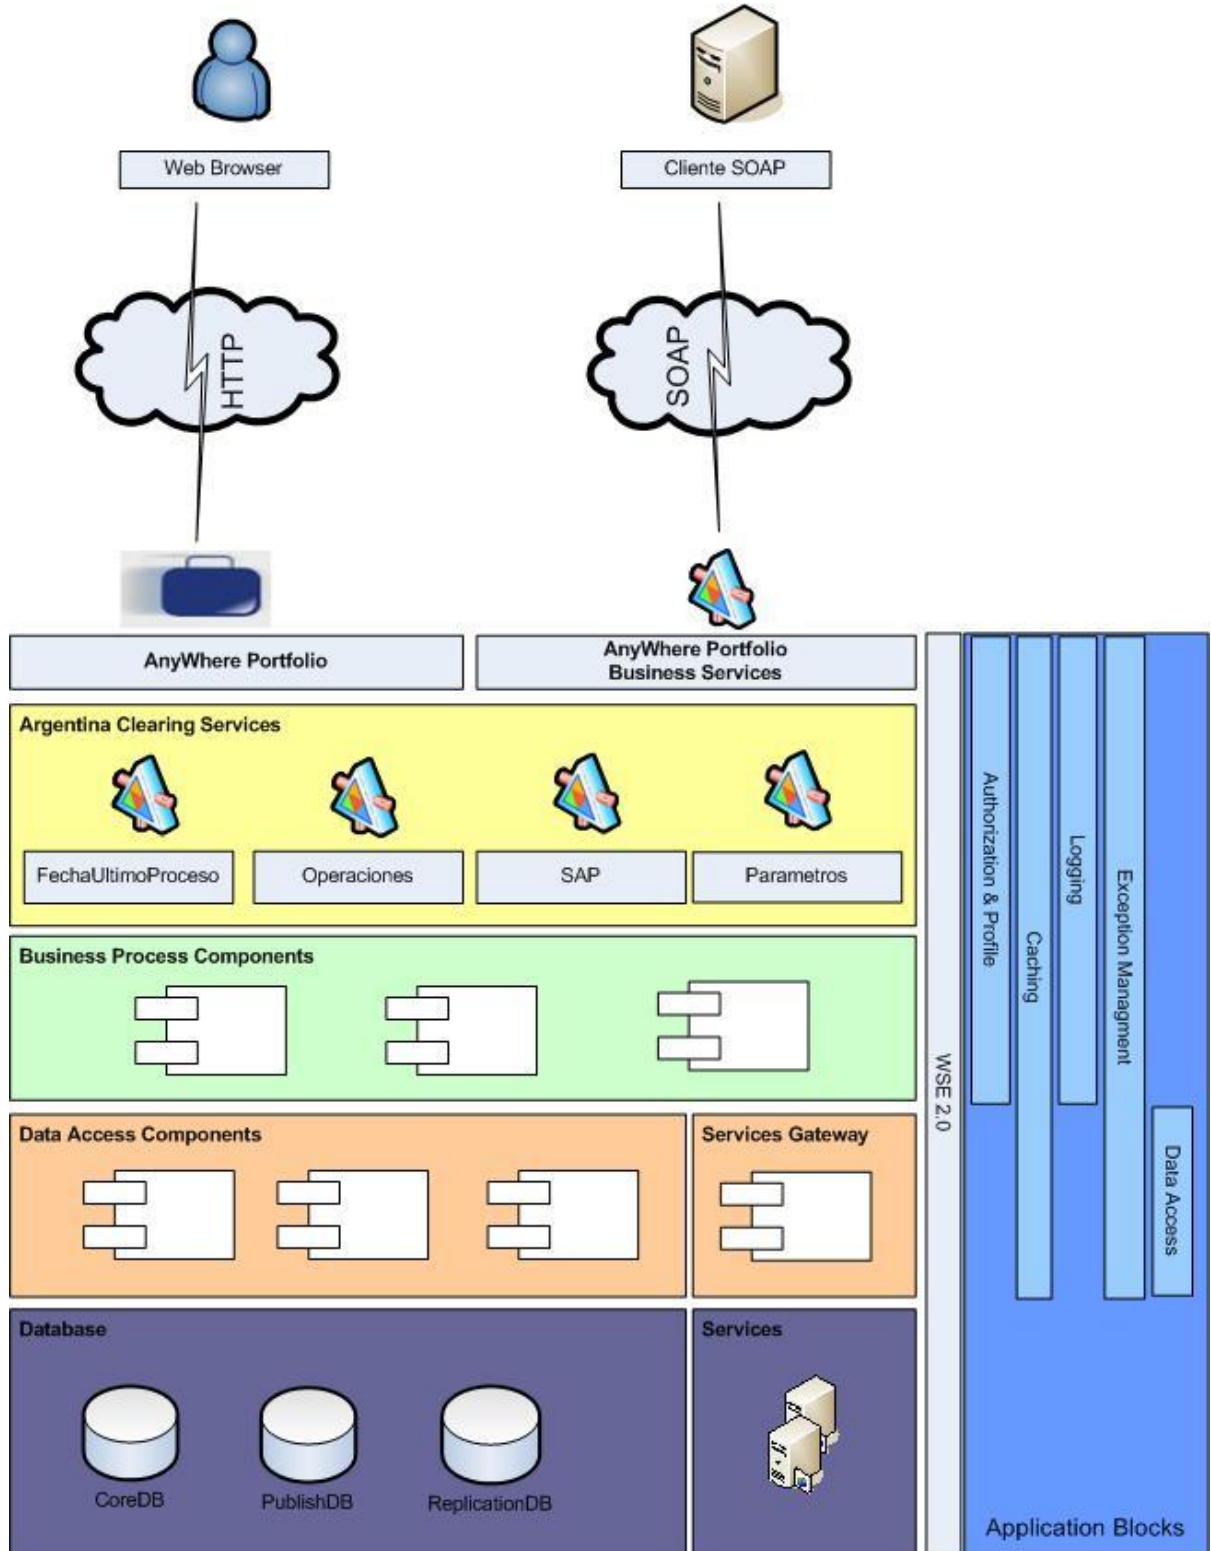 Web Browser
Cliente SOAP
HTTP
SOAP
AnyWhere Portfolio
AnyWhere Portfolio
Business Services
Argentina Clearing Services
FechaUltimoProceso
Operaciones
SAP
Parametros
Business Process Components
Data Access Components
Services Gateway
Database
CoreDB
PublishDB
ReplicationDB
Services
WSE 2.0
Authorization & Profile
Caching
Logging
Exception Managment
Data Access
Application Blocks